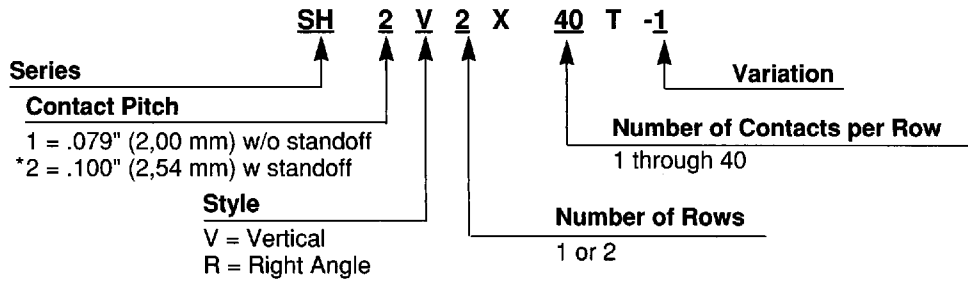 SH 2 V 2 X 40 T -1
Series
Variation
Contact Pitch
1 = .079" (2,00 mm) w/o standoff
*2 = .100" (2,54 mm) w standoff
Number of Contacts per Row
1 through 40
Style
V = Vertical
R = Right Angle
Number of Rows
1 or 2